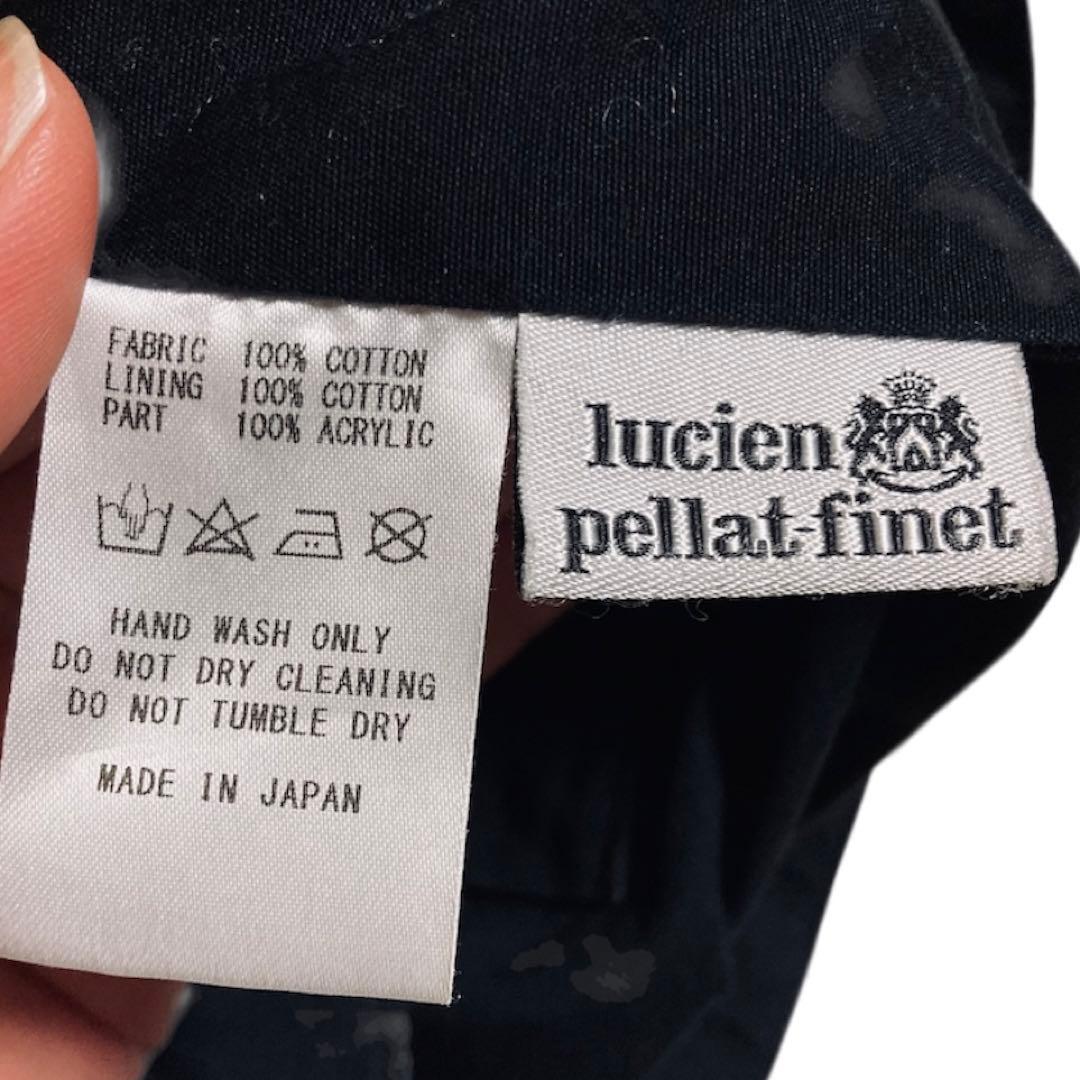 FABRIC 100% COTTON
LINING 100% COTTON
PART 100% ACRYLIC
HAND WASH ONLY
DO NOT DRY CLEANING
DO NOT TUMBLE DRY
MADE IN JAPAN
lucien
pellat-finet